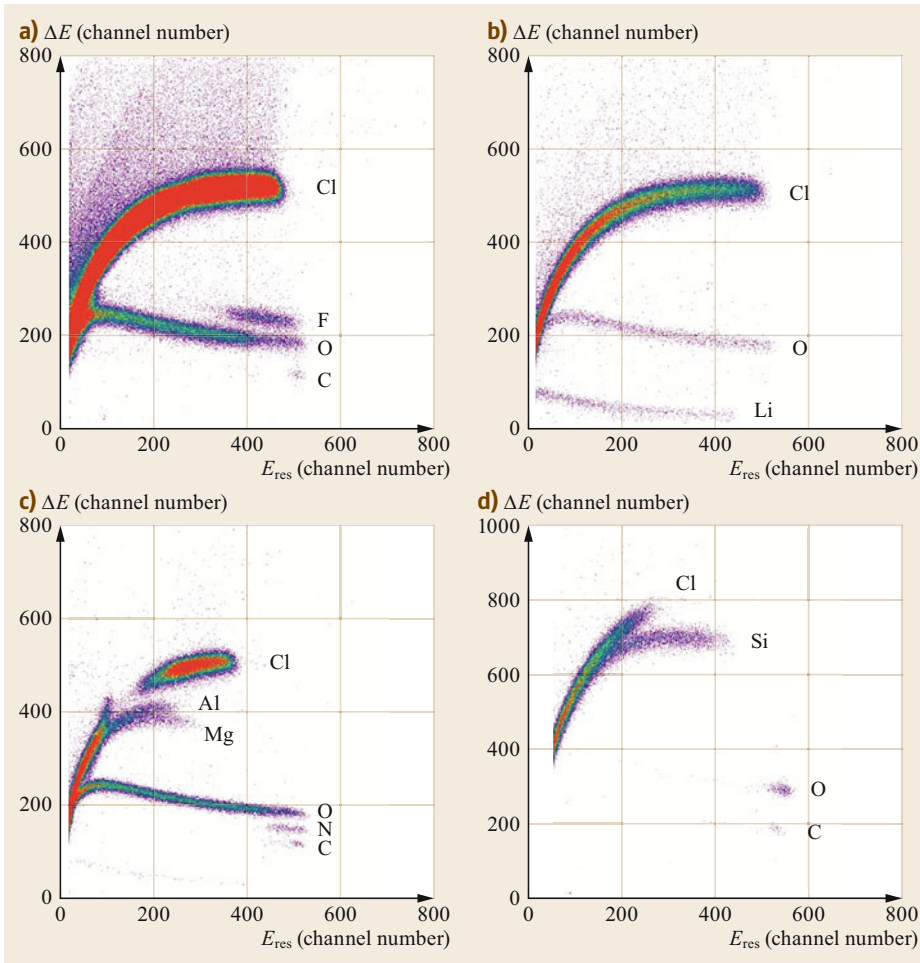 a) ΔE (channel number)
800
600
400
200
0
Cl
F
O
C
0 200 400 600 800
Eres (channel number)
b) ΔE (channel number)
800
600
400
200
0
Cl
O
Li
0 200 400 600 800
Eres (channel number)
c) ΔE (channel number)
800
600
400
200
0
Cl
Al
Mg
O
N
C
0 200 400 600 800
Eres (channel number)
d) ΔE (channel number)
1000
800
600
400
200
0
Cl
Si
O
C
0 200 400 600 800
Eres (channel number)